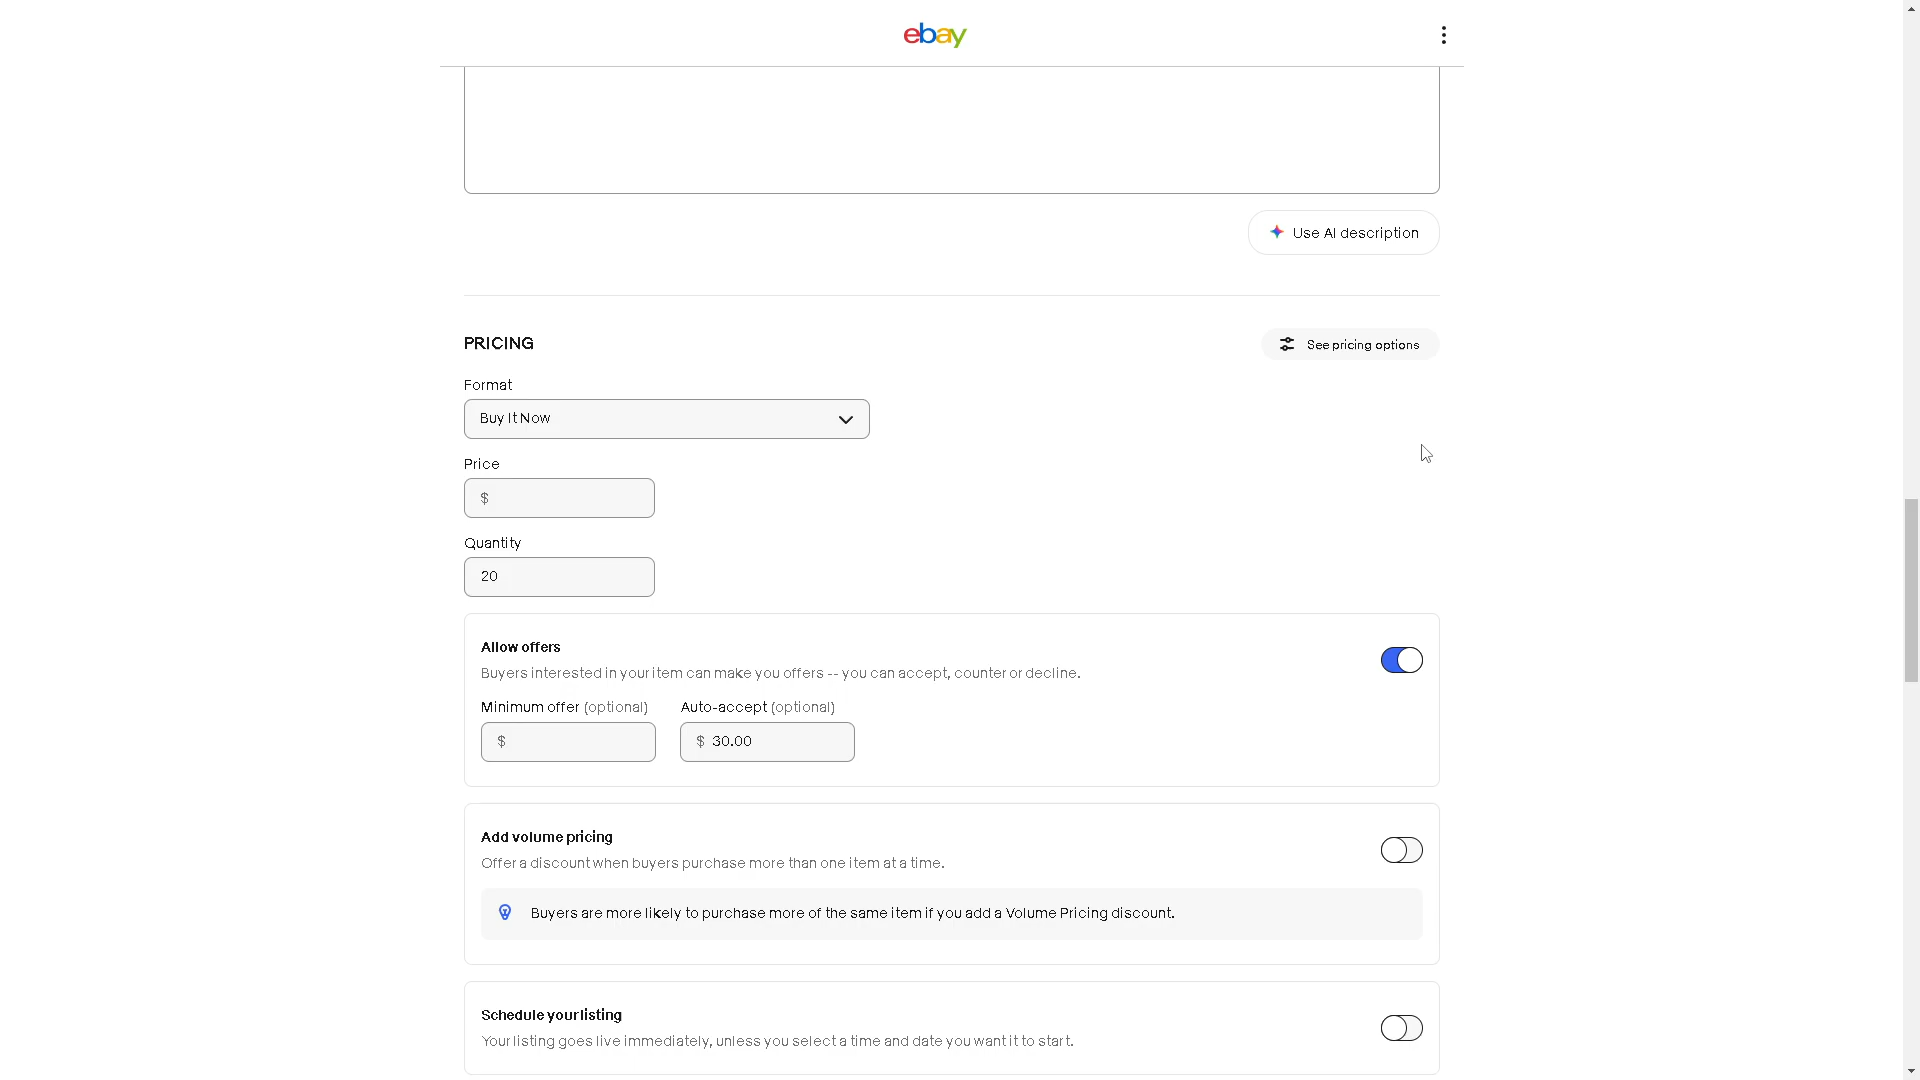 ebay
Use AI description
PRICING
See pricing options
Format
Buy It Now
Price
$
Quantity
20
Allow offers
Buyers interested in your item can make you offers -- you can accept, counter or decline.
Minimum offer (optional) Auto-accept (optional)
$ $ 30.00
Add volume pricing
Offer a discount when buyers purchase more than one item at a time.
Buyers are more likely to purchase more of the same item if you add a Volume Pricing discount.
Schedule your listing
Your listing goes live immediately, unless you select a time and date you want it to start.